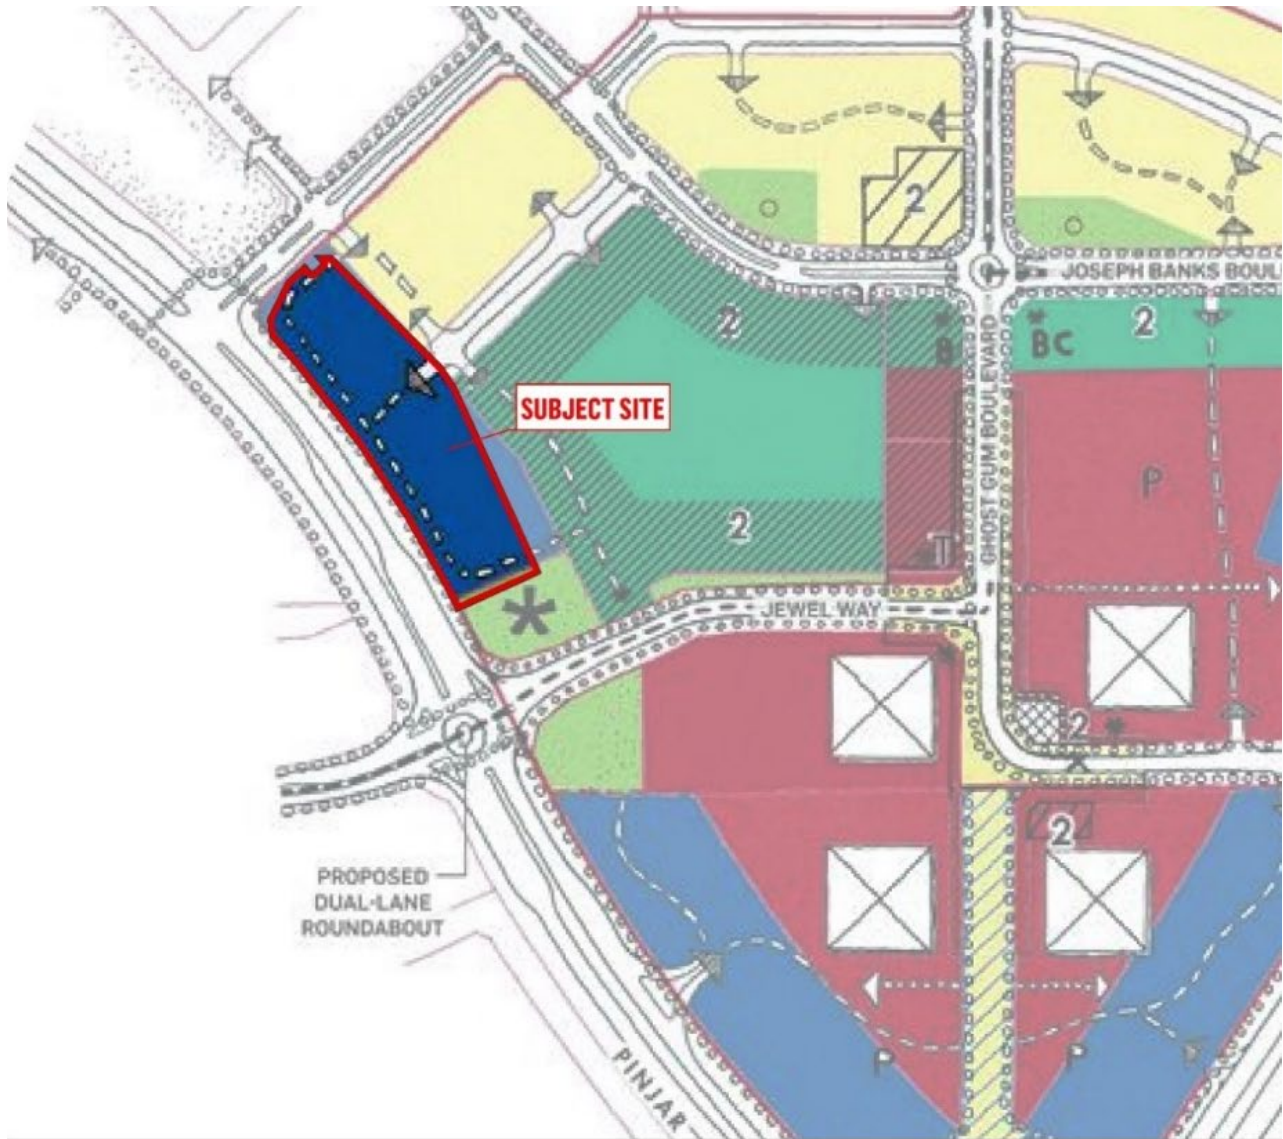 2
JOSEPH BANKS BOUL
2
B
BC
2
SUBJECT SITE
GHOST GUM BOULEVARD
P
2
T
JEWEL WAY
2
2
PROPOSED
DUAL-LANE
ROUNDABOUT
P
P
PINJAR